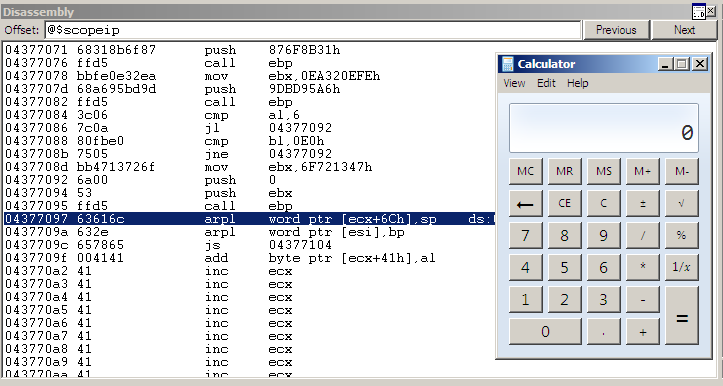 Disassembly
Offset: @$scopeip Previous Next
04377071 68318b6f87 push 876F8B31h
04377076 ffd5 call ebp
04377078 bbfe0e32ea mov ebx,0EA320EFEh
0437707d 68a695bd9d push 9DBD95A6h
04377082 ffd5 call ebp
04377084 3c06 cmp al,6
04377086 7c0a jl 04377092
04377088 80fbe0 cmp bl,0E0h
0437708b 7505 jne 04377092
0437708d bb4713726f mov ebx,6F721347h
04377092 6a00 push 0
04377094 53 push ebx
04377095 ffd5 call ebp
04377097 63616c arpl word ptr [ecx+6Ch],sp ds:
0437709a 632e arpl word ptr [esi],bp
0437709c 657865 js 04377104
0437709f 004141 add byte ptr [ecx+41h],al
043770a2 41 inc ecx
043770a3 41 inc ecx
043770a4 41 inc ecx
043770a5 41 inc ecx
043770a6 41 inc ecx
043770a7 41 inc ecx
043770a8 41 inc ecx
043770a9 41 inc ecx
043770aa 41 inc ecx
Calculator
View Edit Help
0
MC MR MS M+ M-
← CE C ± √
7 8 9 / %
4 5 6 * 1/x
1 2 3 - =
0 . +